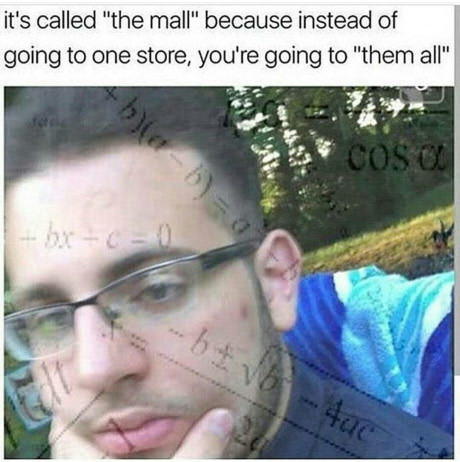 it's called "the mall" because instead of
going to one store, you're going to "them all"
cos α
+ b)(a - b) = a
+ bx + c = 0
- b ± √b
- 4ac
2a